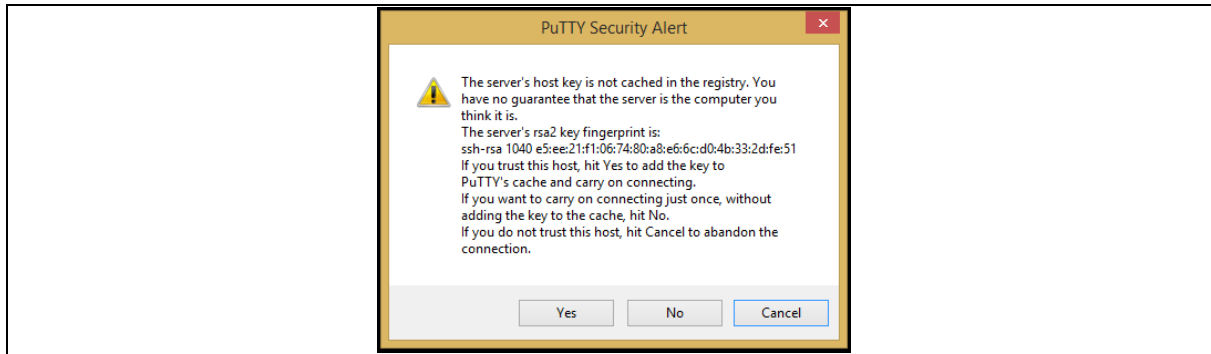 PuTTY Security Alert
The server's host key is not cached in the registry. You
have no guarantee that the server is the computer you
think it is.
The server's rsa2 key fingerprint is:
ssh-rsa 1040 e5:ee:21:f1:06:74:80:a8:e6:6c:d0:4b:33:2d:fe:51
If you trust this host, hit Yes to add the key to
PuTTY's cache and carry on connecting.
If you want to carry on connecting just once, without
adding the key to the cache, hit No.
If you do not trust this host, hit Cancel to abandon the
connection.
Yes No Cancel